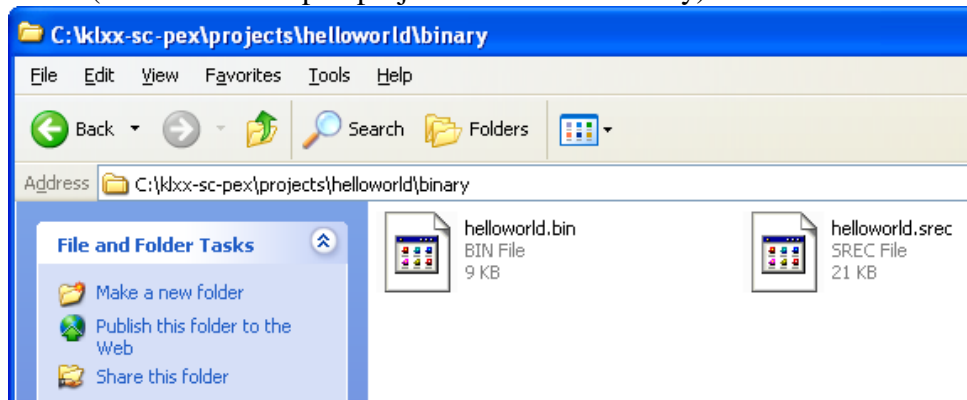 C:\klxx-sc-pex\projects\helloworld\binary
File Edit View Favorites Tools Help
Back Search Folders
Address C:\klxx-sc-pex\projects\helloworld\binary
File and Folder Tasks
Make a new folder
Publish this folder to the
Web
Share this folder
helloworld.bin
BIN File
9 KB
helloworld.srec
SREC File
21 KB